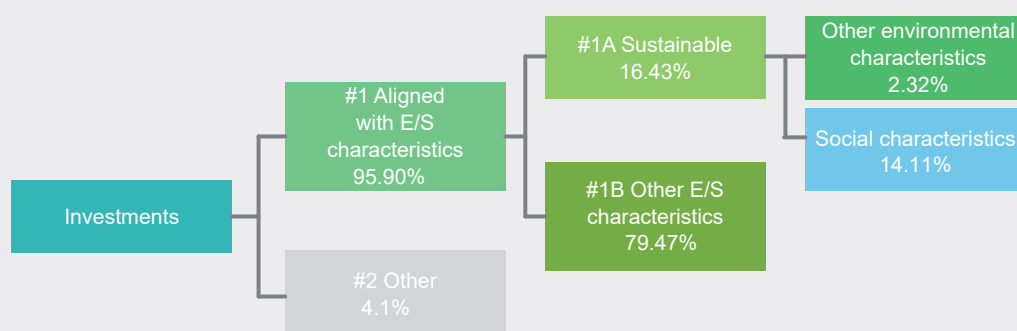 Investments
#1 Aligned
with E/S
characteristics
95.90%
#2 Other
4.1%
#1A Sustainable
16.43%
#1B Other E/S
characteristics
79.47%
Other environmental
characteristics
2.32%
Social characteristics
14.11%